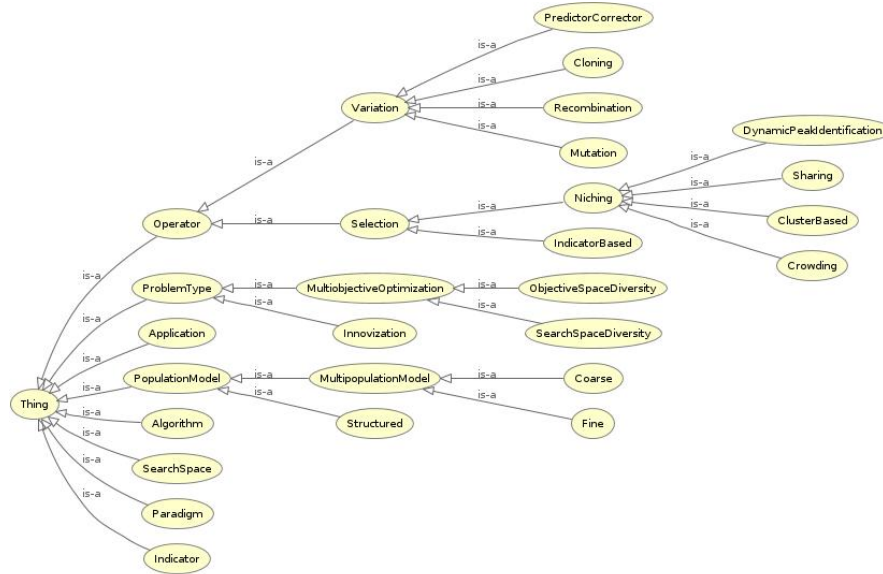 PredictorCorrector
is-a
Cloning
is-a
Variation
is-a
Recombination
is-a
Mutation
DynamicPeakIdentification
is-a
is-a
Sharing
is-a
Niching
is-a
ClusterBased
Operator
is-a
Selection
is-a
is-a
IndicatorBased
is-a
Crowding
is-a
ProblemType
is-a
MultiobjectiveOptimization
is-a
ObjectiveSpaceDiversity
is-a
is-a
Innovization
is-a
SearchSpaceDiversity
Application
is-a
PopulationModel
is-a
MultipopulationModel
is-a
Coarse
is-a
Thing
is-a
is-a
Algorithm
is-a
Structured
Fine
is-a
SearchSpace
is-a
Paradigm
is-a
Indicator